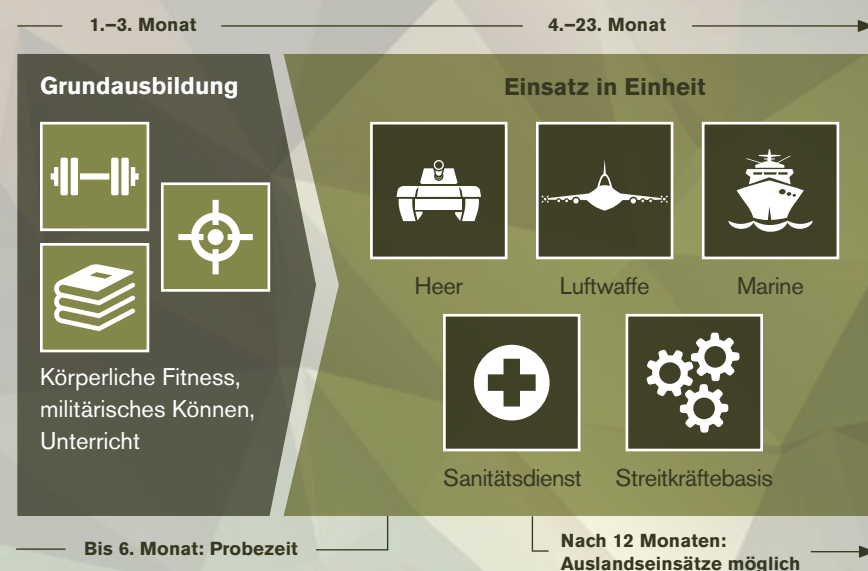 1.–3. Monat
4.–23. Monat
Grundausbildung
Körperliche Fitness,
militärisches Können,
Unterricht
Einsatz in Einheit
Heer
Luftwaffe
Marine
Sanitätsdienst
Streitkräftebasis
Bis 6. Monat: Probezeit
Nach 12 Monaten:
Auslandseinsätze möglich